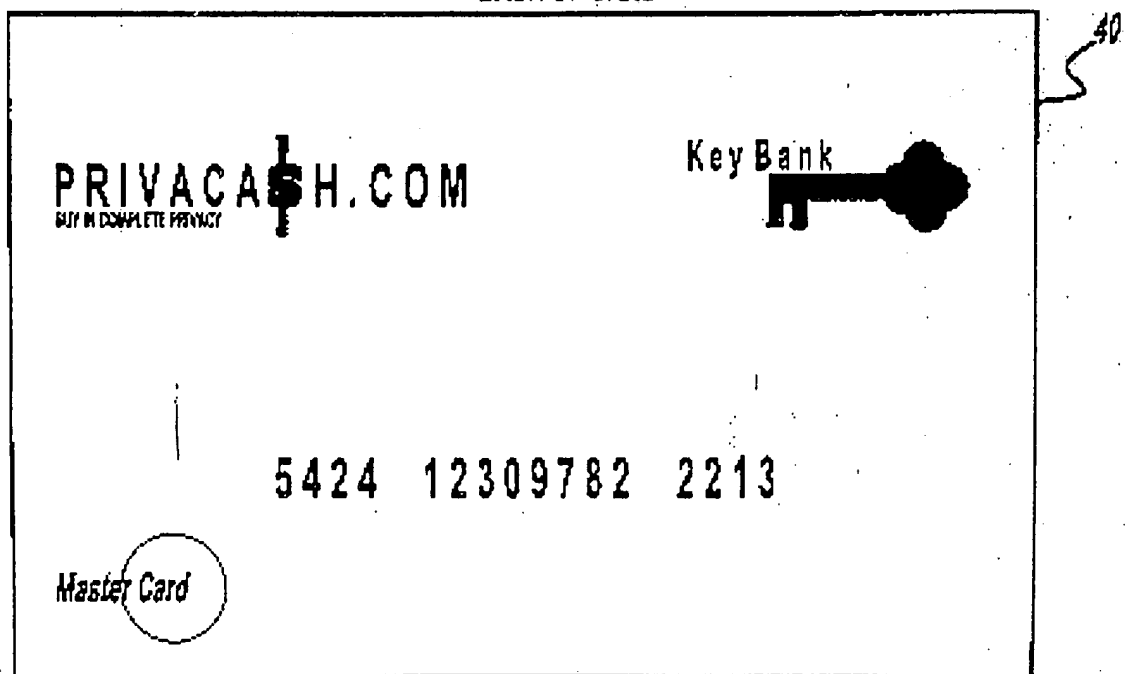 40
PRIVACA$H.COM
BUY IN COMPLETE PRIVACY
Key Bank
5424 12309782 2213
Master Card